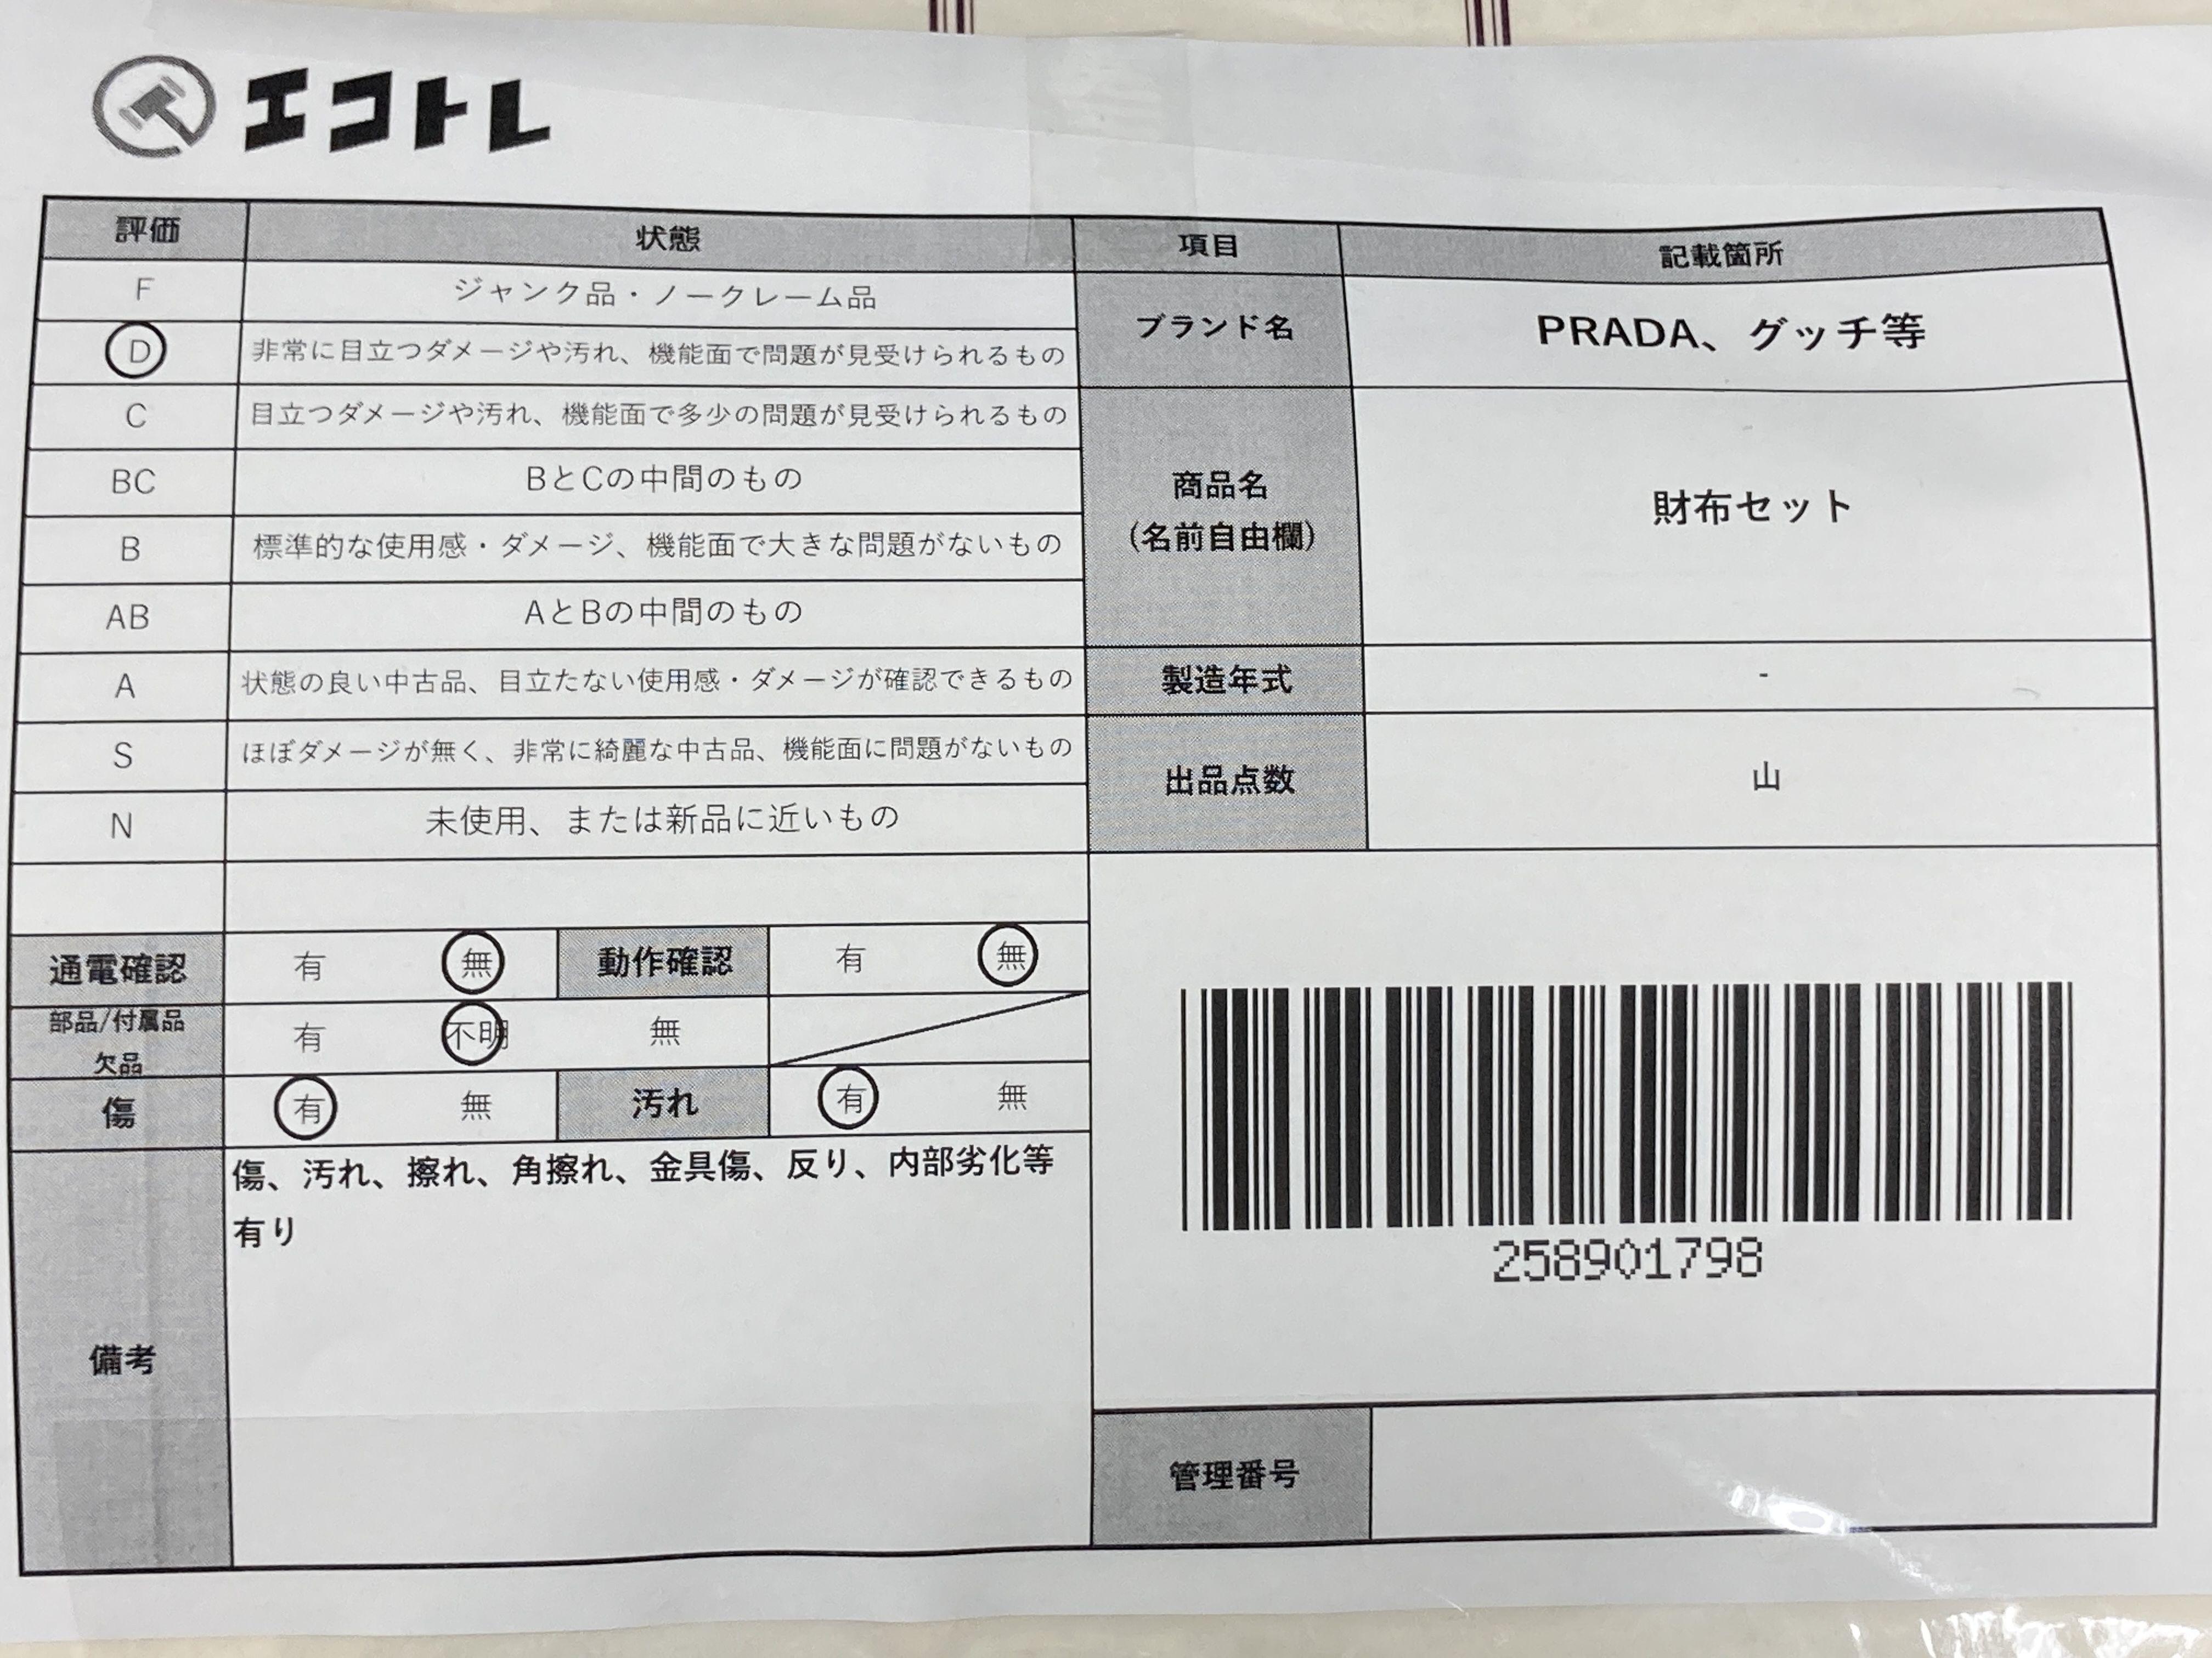 エコトレ
評価 状態 項目 記載箇所
F ジャンク品・ノークレーム品
D 非常に目立つダメージや汚れ、機能面で問題が見受けられるもの
ブランド名 PRADA、グッチ等
C 目立つダメージや汚れ、機能面で多少の問題が見受けられるもの
BC BとCの中間のもの
商品名
(名前自由欄)
財布セット
B 標準的な使用感・ダメージ、機能面で大きな問題がないもの
AB AとBの中間のもの
A 状態の良い中古品、目立たない使用感・ダメージが確認できるもの
製造年式 -
S ほぼダメージが無く、非常に綺麗な中古品、機能面に問題がないもの
出品点数 山
N 未使用、または新品に近いもの
通電確認 有 無 動作確認 有 無
部品/付属品
欠品
有 不明 無
傷 有 無 汚れ 有 無
備考
傷、汚れ、擦れ、角擦れ、金具傷、反り、内部劣化等
有り
258901798
管理番号